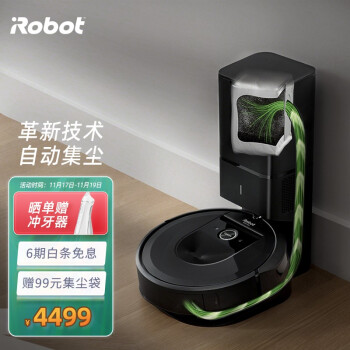 iRobot
革新技术
自动集尘
活动时间：11月17日-11月19日
晒单赠
冲牙器
6期白条免息
赠99元集尘袋
¥4499
iRobot